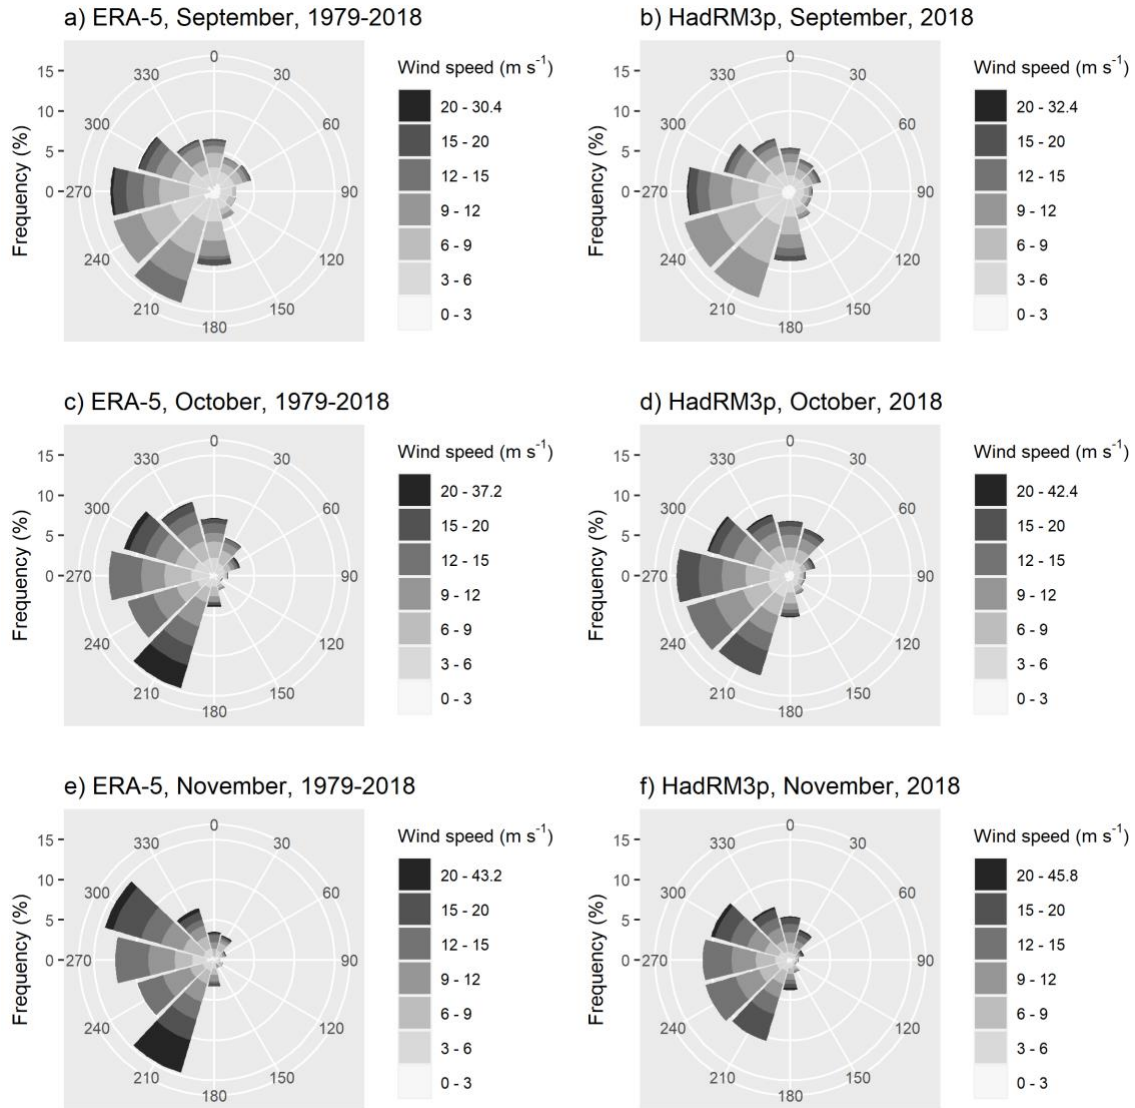 a) ERA-5, September, 1979-2018
15
10
5
0
Frequency (%)
0
30
60
90
120
150
180
210
240
270
300
330
Wind speed (m s⁻¹)
20 - 30.4
15 - 20
12 - 15
9 - 12
6 - 9
3 - 6
0 - 3
b) HadRM3p, September, 2018
15
10
5
0
Frequency (%)
0
30
60
90
120
150
180
210
240
270
300
330
Wind speed (m s⁻¹)
20 - 32.4
15 - 20
12 - 15
9 - 12
6 - 9
3 - 6
0 - 3
c) ERA-5, October, 1979-2018
15
10
5
0
Frequency (%)
0
30
60
90
120
150
180
210
240
270
300
330
Wind speed (m s⁻¹)
20 - 37.2
15 - 20
12 - 15
9 - 12
6 - 9
3 - 6
0 - 3
d) HadRM3p, October, 2018
15
10
5
0
Frequency (%)
0
30
60
90
120
150
180
210
240
270
300
330
Wind speed (m s⁻¹)
20 - 42.4
15 - 20
12 - 15
9 - 12
6 - 9
3 - 6
0 - 3
e) ERA-5, November, 1979-2018
15
10
5
0
Frequency (%)
0
30
60
90
120
150
180
210
240
270
300
330
Wind speed (m s⁻¹)
20 - 43.2
15 - 20
12 - 15
9 - 12
6 - 9
3 - 6
0 - 3
f) HadRM3p, November, 2018
15
10
5
0
Frequency (%)
0
30
60
90
120
150
180
210
240
270
300
330
Wind speed (m s⁻¹)
20 - 45.8
15 - 20
12 - 15
9 - 12
6 - 9
3 - 6
0 - 3